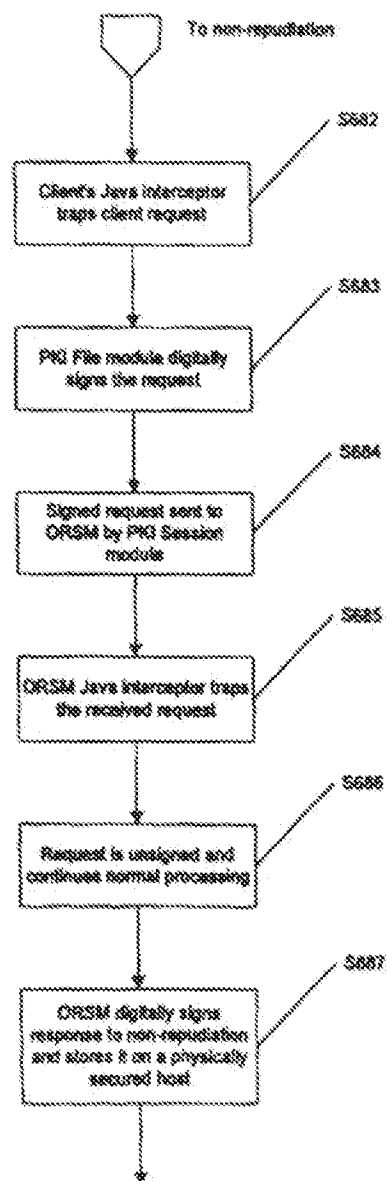 To non-repudiation
S682
Client's Java interceptor
traps client request
S683
PKI File module digitally
signs the request
S684
Signed request sent to
ORSM by PKI Session
module
S685
ORSM Java interceptor traps
the received request
S686
Request is unsigned and
continues normal processing
S687
ORSM digitally signs
response to non-repudiation
and stores it on a physically
secured host